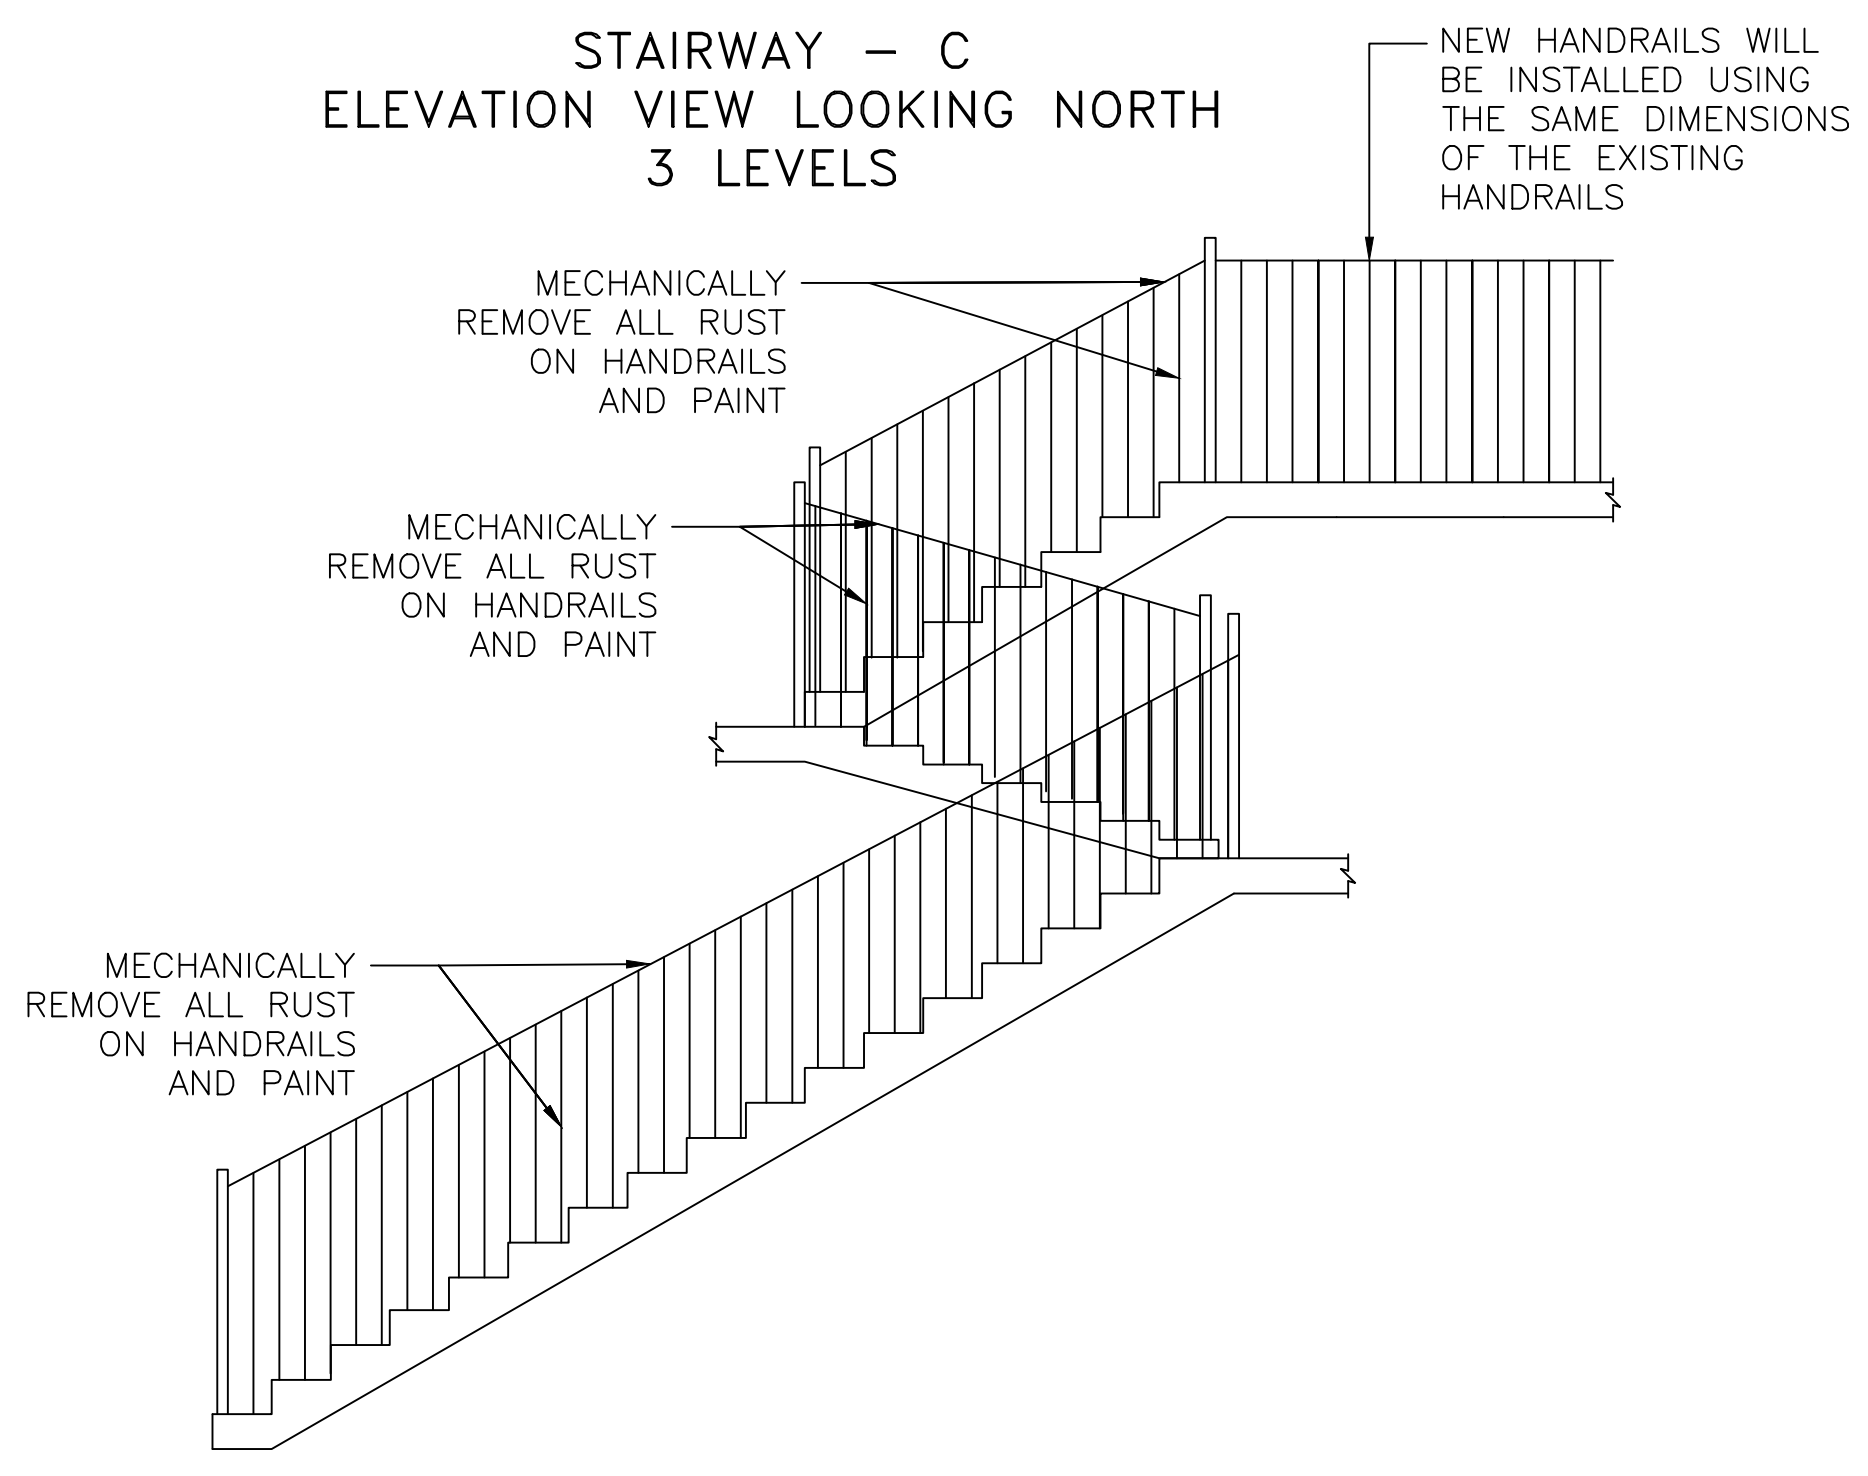 STAIRWAY - C
ELEVATION VIEW LOOKING NORTH
3 LEVELS
NEW HANDRAILS WILL
BE INSTALLED USING
THE SAME DIMENSIONS
OF THE EXISTING
HANDRAILS
MECHANICALLY
REMOVE ALL RUST
ON HANDRAILS
AND PAINT
MECHANICALLY
REMOVE ALL RUST
ON HANDRAILS
AND PAINT
MECHANICALLY
REMOVE ALL RUST
ON HANDRAILS
AND PAINT